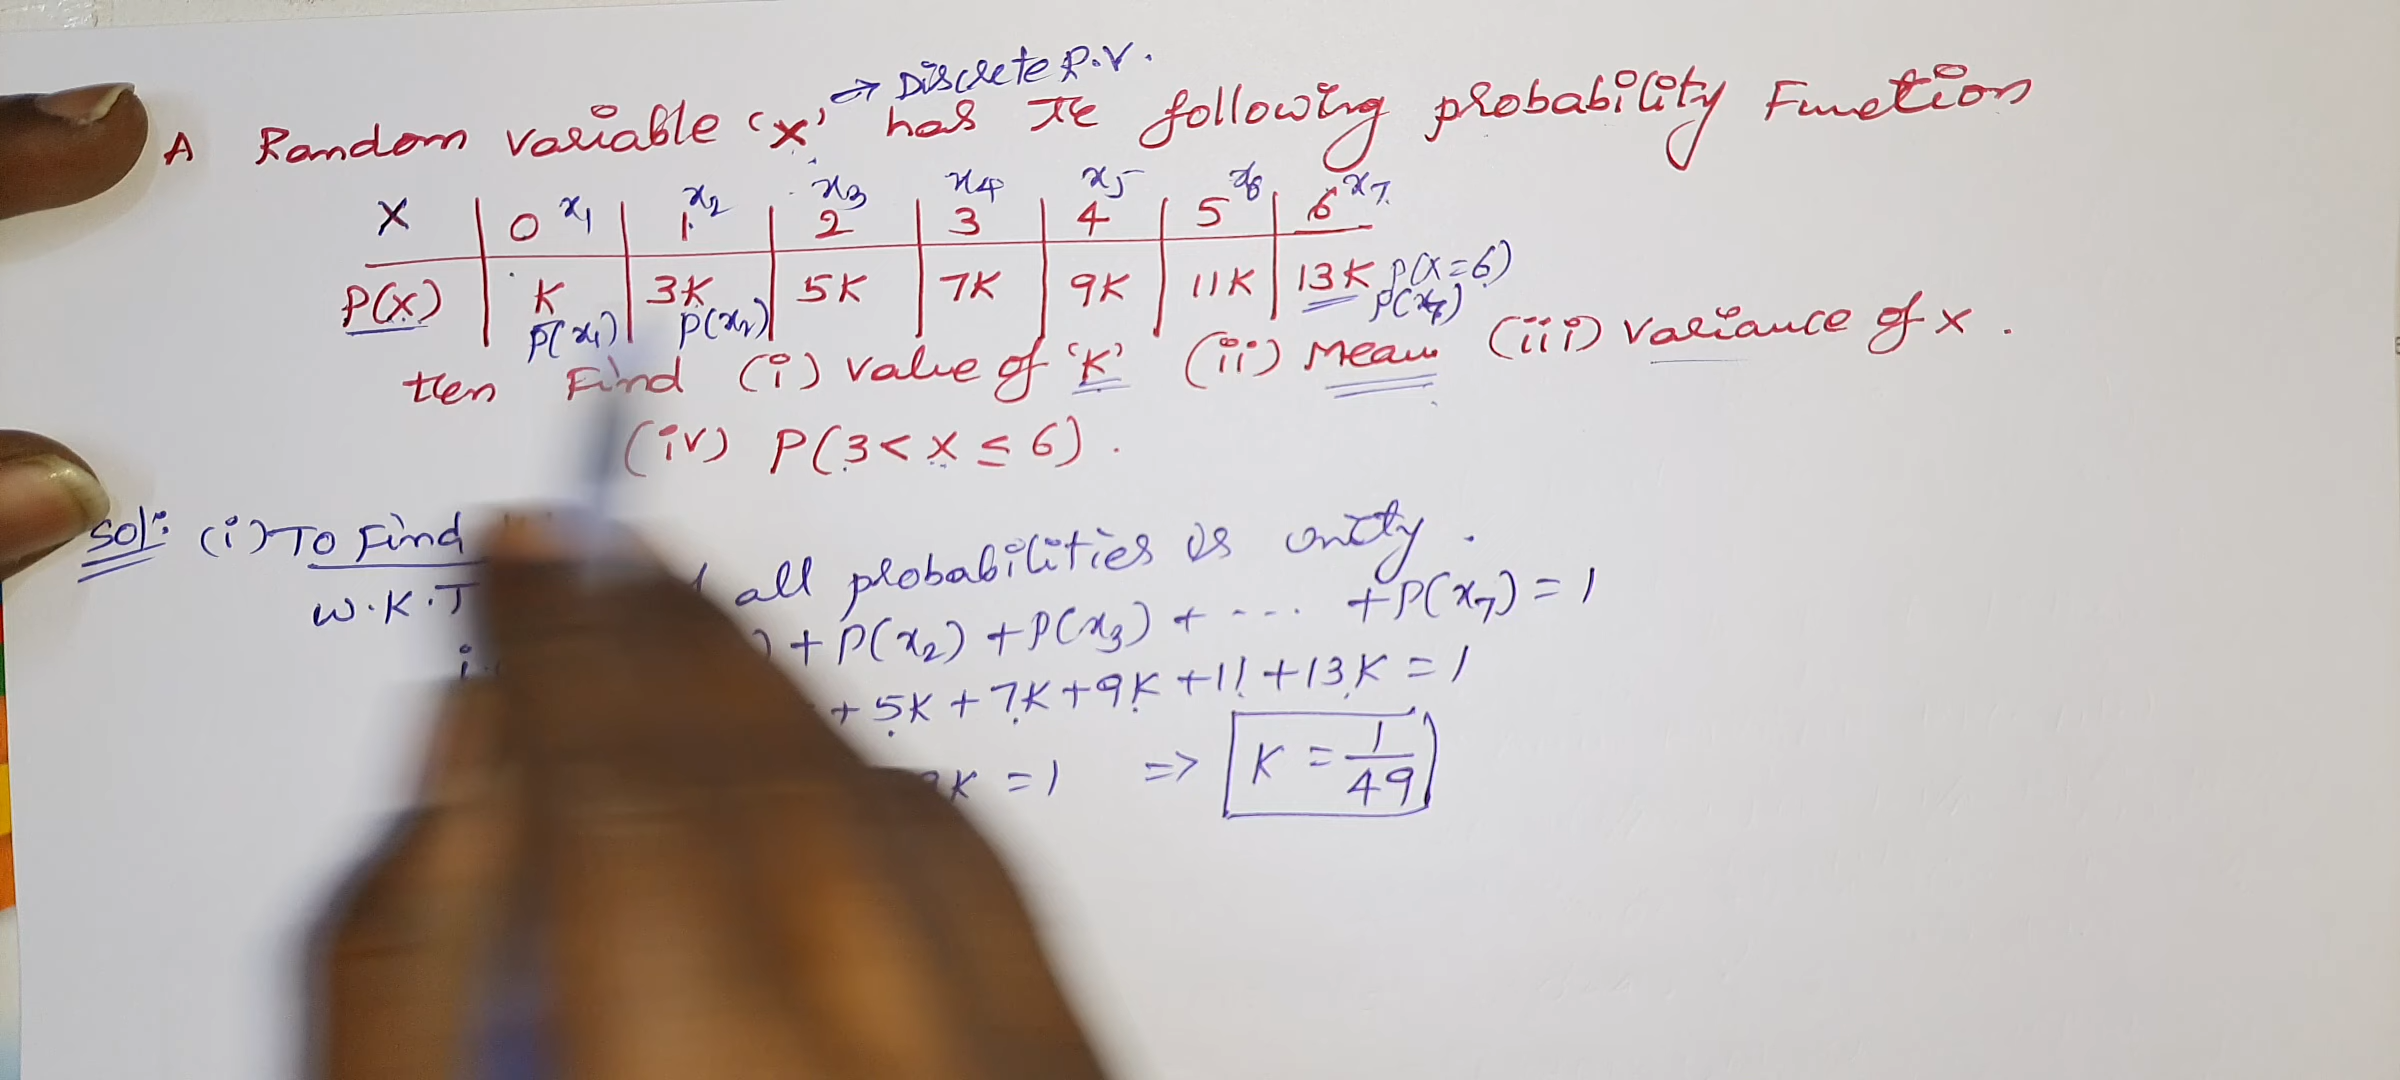 → Discrete R.V.
A Random variable 'x' has the following probability Function
x₁ x₂ x₃ x₄ x₅ x₆ x₇
X 0 1 2 3 4 5 6
P(x) K 3K 5K 7K 9K 11K 13K P(X=6)
P(x₁) P(x₂) P(x₇)
then Find (i) value of 'K' (ii) Mean (iii) Variance of x.
(iv) P(3 < x ≤ 6).
Sol: (i) To Find
W.K.T all probabilities is unity.
+ P(x₂) + P(x₃) + ---- + P(x₇) = 1
+ 5K + 7K + 9K + 11 + 13K = 1
K = 1 => K = 1/49